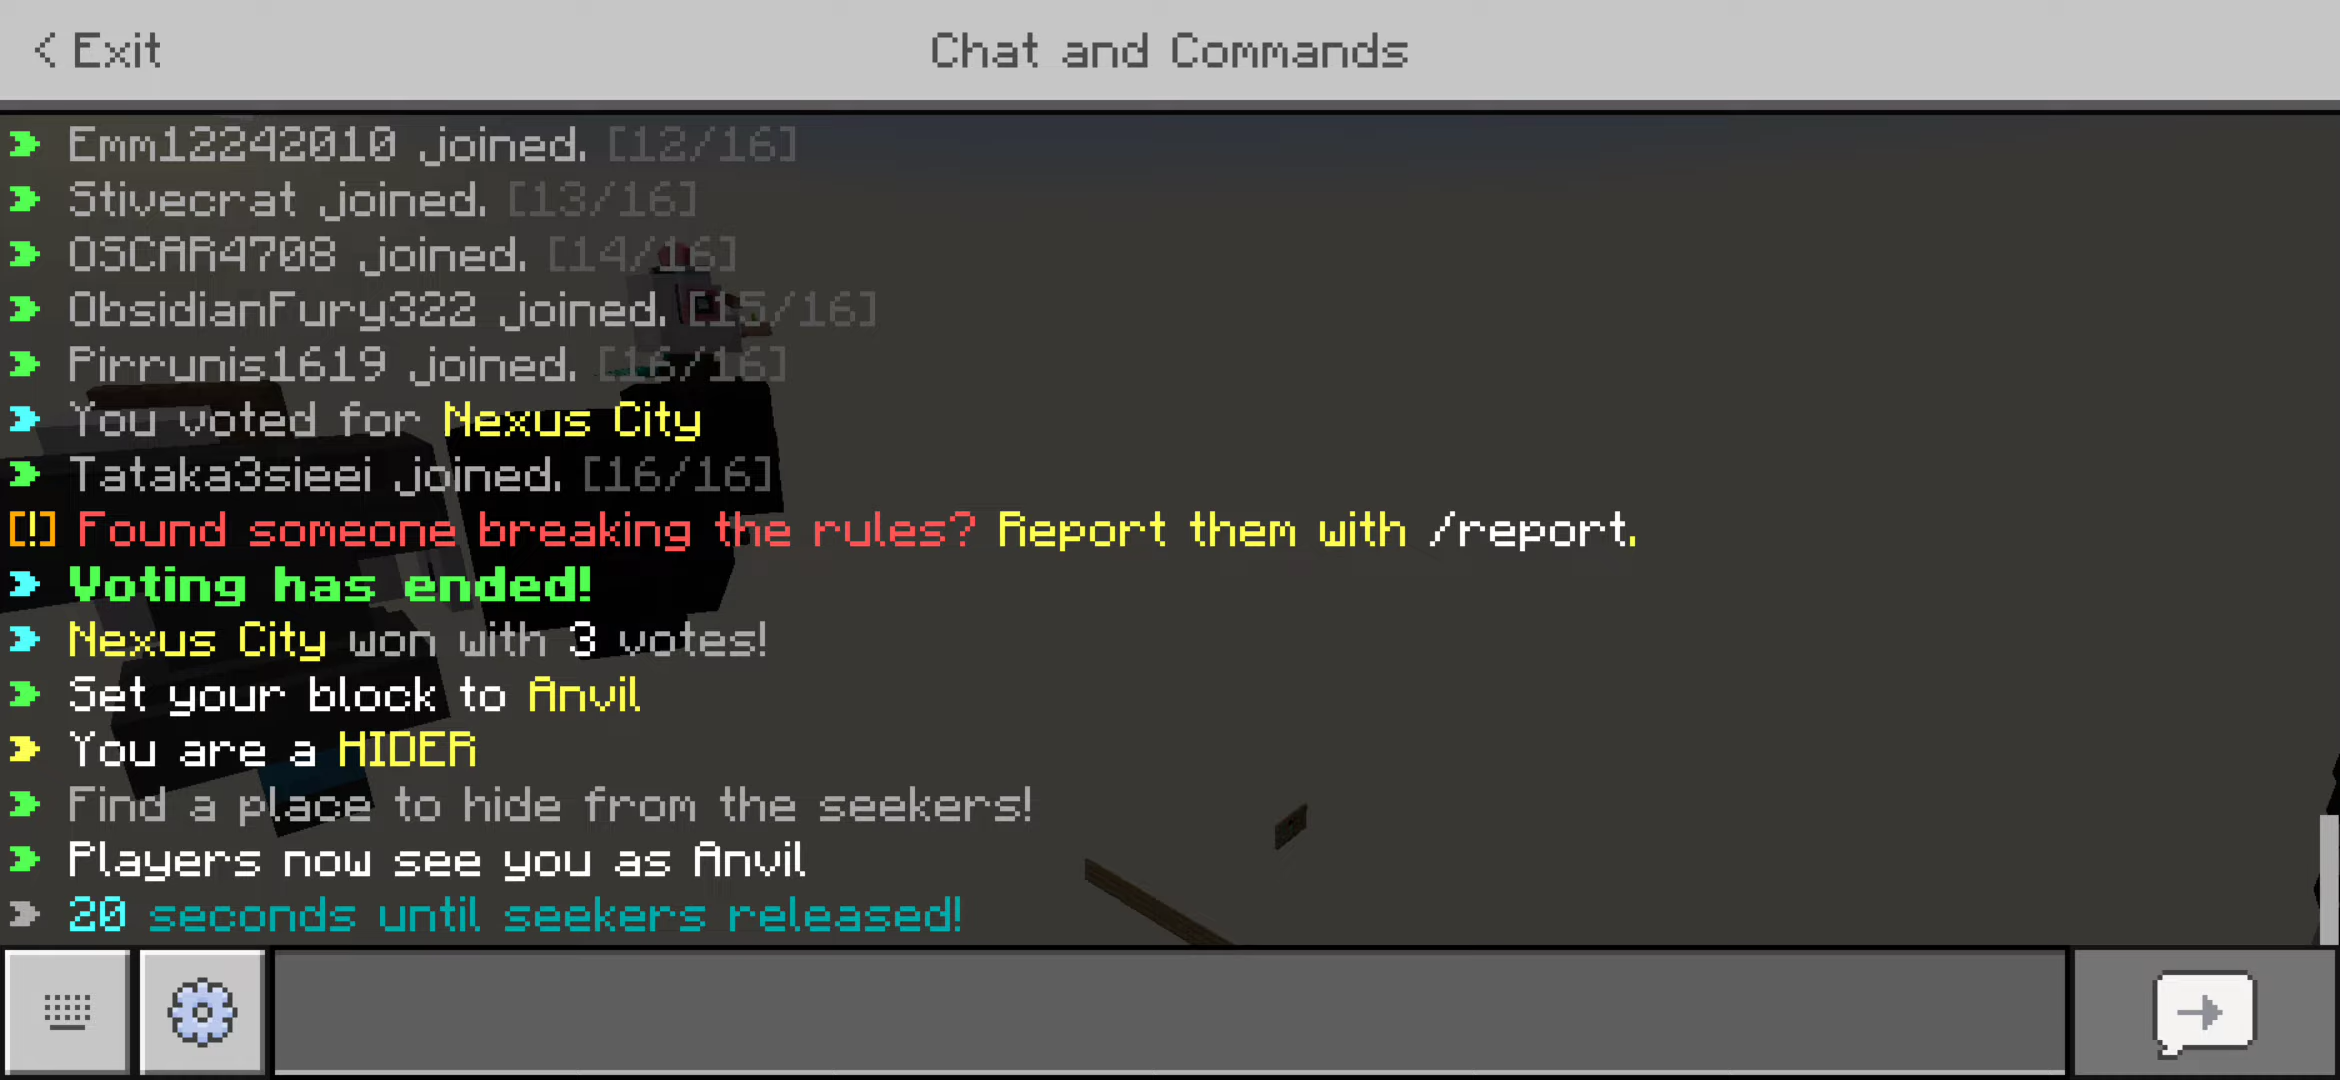 < Exit
Chat and Commands
Emm12242010 joined. [12/16]
Stivecrat joined. [13/16]
OSCAR4708 joined. [14/16]
ObsidianFury322 joined. [15/16]
Pirrunis1619 joined. [16/16]
You voted for Nexus City
Tataka3sieei joined. [16/16]
[!] Found someone breaking the rules? Report them with /report.
Voting has ended!
Nexus City won with 3 votes!
Set your block to Anvil
You are a HIDER
Find a place to hide from the seekers!
Players now see you as Anvil
20 seconds until seekers released!